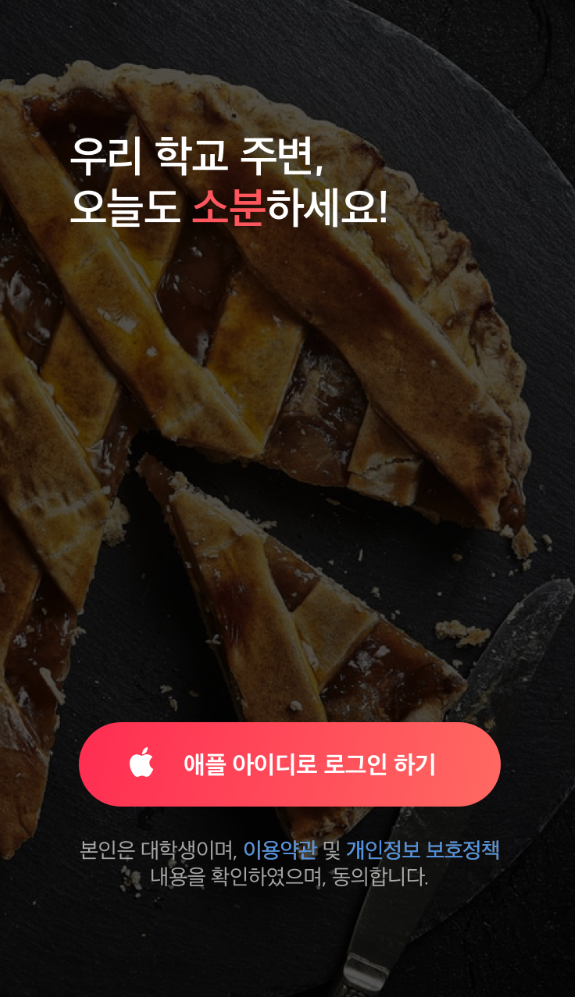 우리 학교 주변,
오늘도 소분하세요!
애플 아이디로 로그인 하기
본인은 대학생이며, 이용약관 및 개인정보 보호정책
내용을 확인하였으며, 동의합니다.